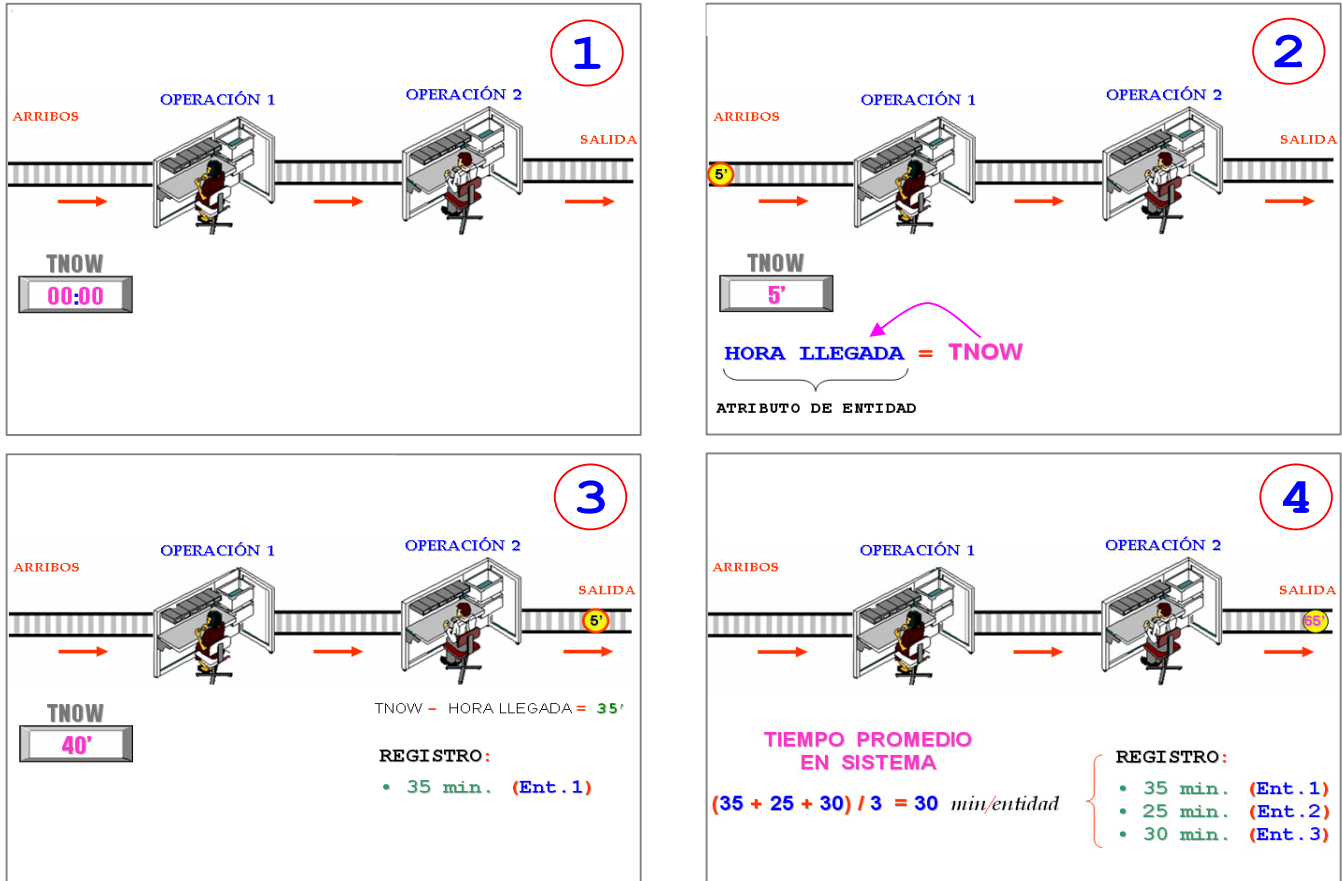 1
OPERACIÓN 1
OPERACIÓN 2
ARRIBOS
SALIDA
TNOW
00:00
2
OPERACIÓN 1
OPERACIÓN 2
ARRIBOS
SALIDA
5'
TNOW
5'
HORA LLEGADA = TNOW
ATRIBUTO DE ENTIDAD
3
OPERACIÓN 1
OPERACIÓN 2
ARRIBOS
SALIDA
5'
TNOW
40'
TNOW – HORA LLEGADA = 35'
REGISTRO:
• 35 min. (Ent.1)
4
OPERACIÓN 1
OPERACIÓN 2
ARRIBOS
SALIDA
65'
TIEMPO PROMEDIO
EN SISTEMA
(35 + 25 + 30) / 3 = 30 min/entidad
REGISTRO:
• 35 min. (Ent.1)
• 25 min. (Ent.2)
• 30 min. (Ent.3)